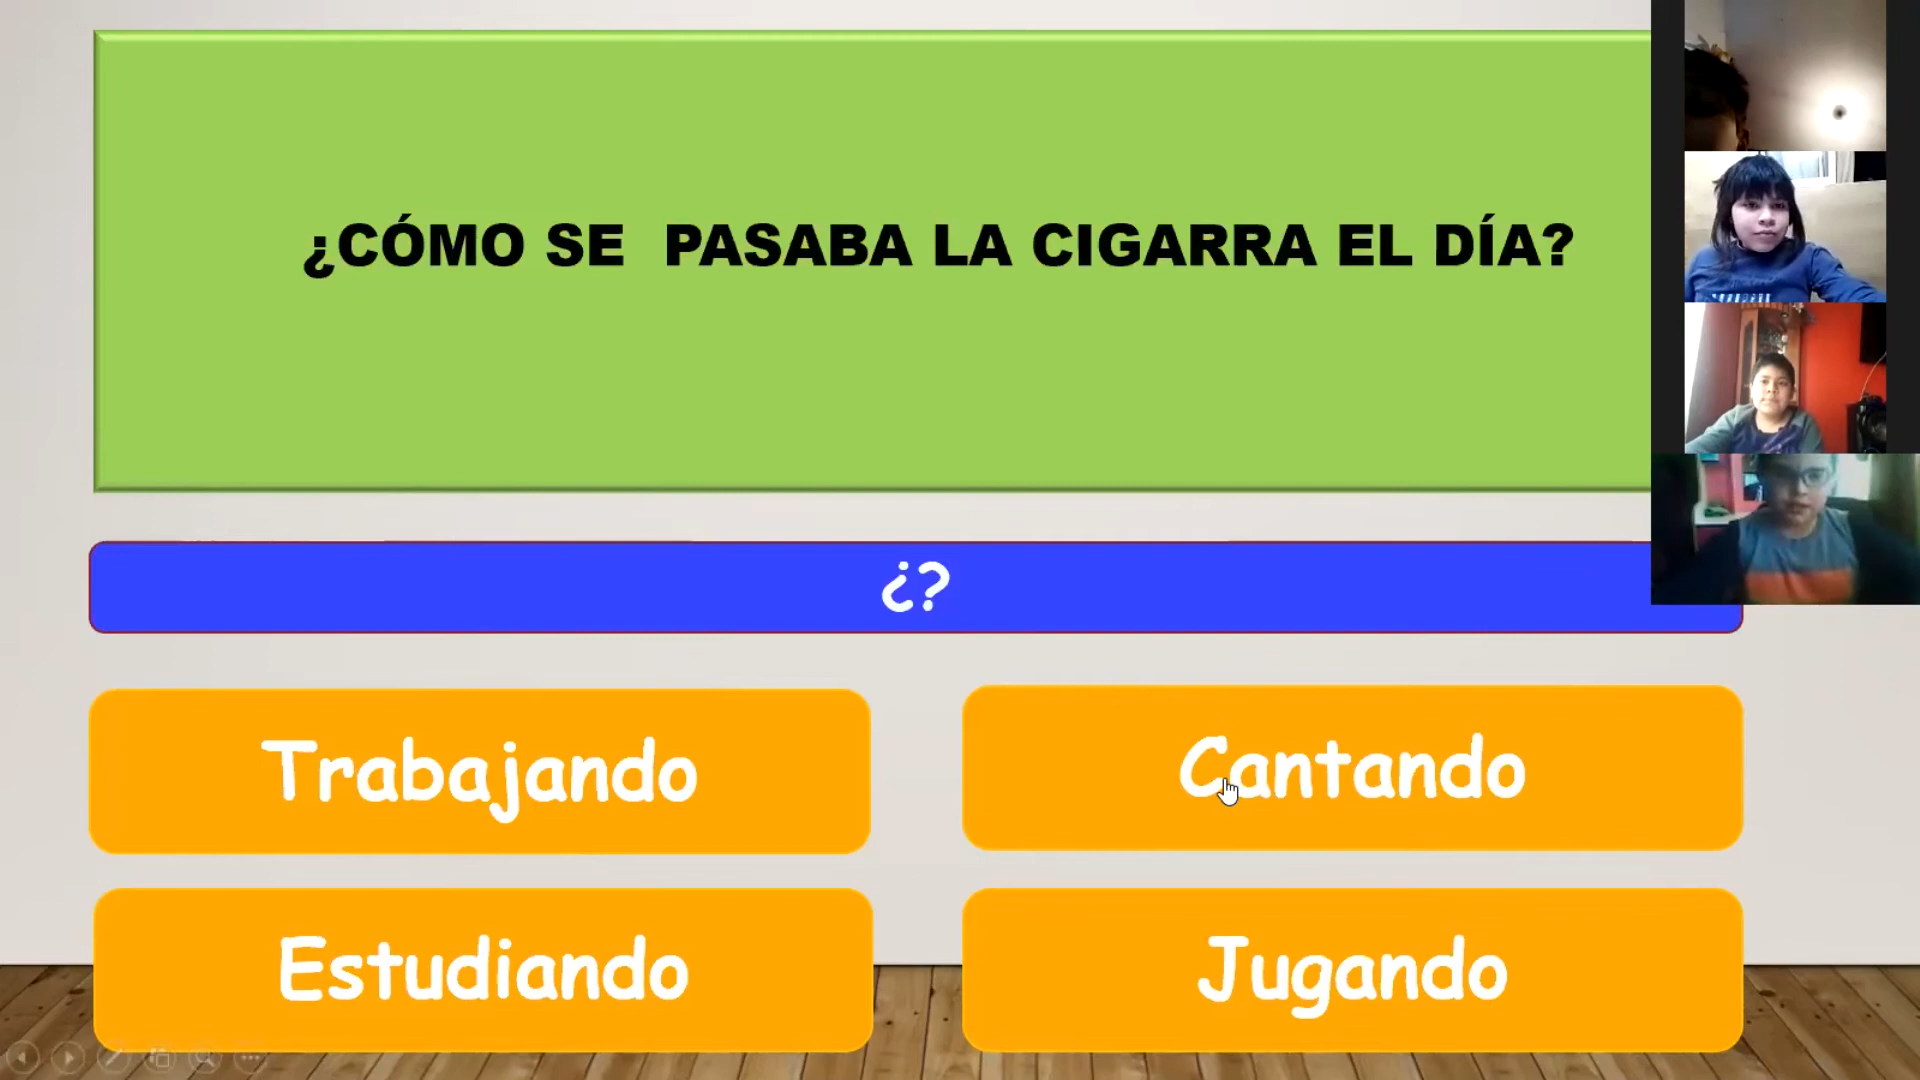 ¿CÓMO SE  PASABA LA CIGARRA EL DÍA?
¿?
Trabajando
Cantando
Estudiando
Jugando